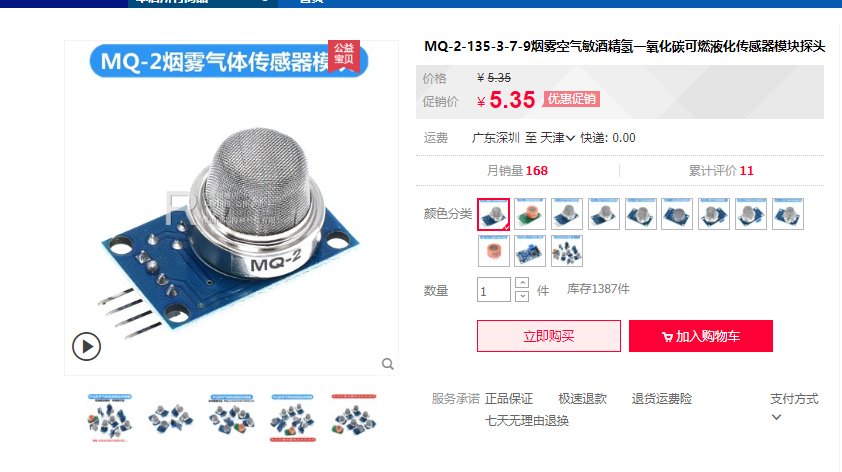 首页
MQ-2烟雾气体传感器模块
公益
宝贝
MQ-2
MQ-2-135-3-7-9烟雾空气敏酒精氢一氧化碳可燃液化传感器模块探头
价格 ¥ 5.35
促销价 ¥ 5.35 优惠促销
运费 广东深圳 至 天津 快递: 0.00
月销量 168 累计评价 11
颜色分类
数量 1 件 库存1387件
立即购买 加入购物车
服务承诺 正品保证 极速退款 退货运费险 支付方式
七天无理由退换